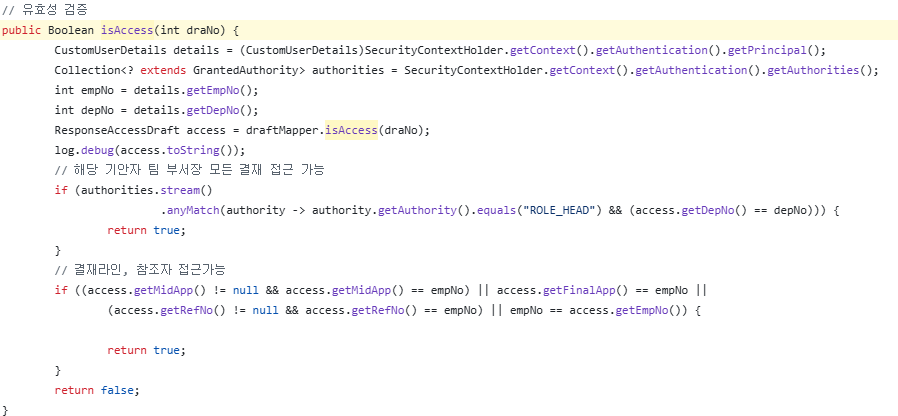 // 유효성 검증
public Boolean isAccess(int draNo) {
        CustomUserDetails details = (CustomUserDetails)SecurityContextHolder.getContext().getAuthentication().getPrincipal();
        Collection<? extends GrantedAuthority> authorities = SecurityContextHolder.getContext().getAuthentication().getAuthorities();
        int empNo = details.getEmpNo();
        int depNo = details.getDepNo();
        ResponseAccessDraft access = draftMapper.isAccess(draNo);
        log.debug(access.toString());
        // 해당 기안자 팀 부서장 모든 결재 접근 가능
        if (authorities.stream()
                        .anyMatch(authority -> authority.getAuthority().equals("ROLE_HEAD") && (access.getDepNo() == depNo))) {
                return true;
        }
        // 결재라인, 참조자 접근가능
        if ((access.getMidApp() != null && access.getMidApp() == empNo) || access.getFinalApp() == empNo ||
                (access.getRefNo() != null && access.getRefNo() == empNo) || empNo == access.getEmpNo()) {

                return true;
        }
        return false;
}